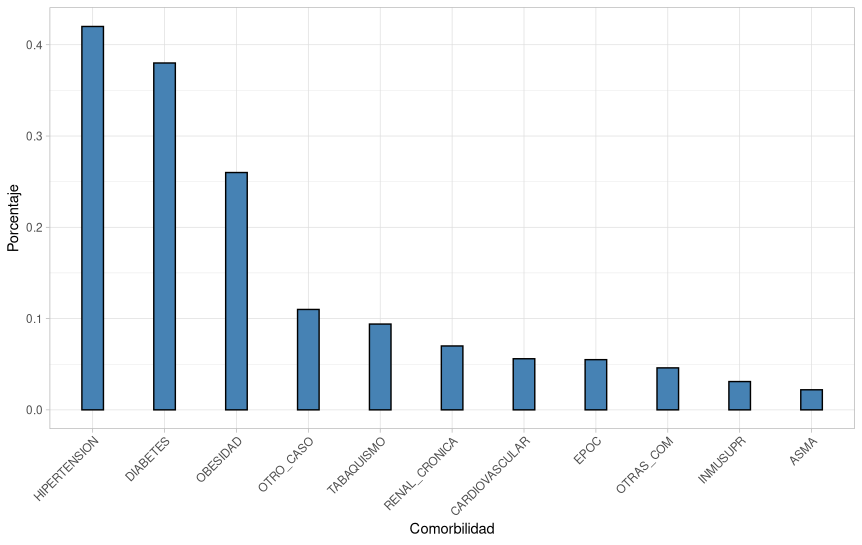 Porcentaje
0.4
0.3
0.2
0.1
0.0
HIPERTENSION
DIABETES
OBESIDAD
OTRO_CASO
TABAQUISMO
RENAL_CRONICA
CARDIOVASCULAR
EPOC
OTRAS_COM
INMUSUPR
ASMA
Comorbilidad